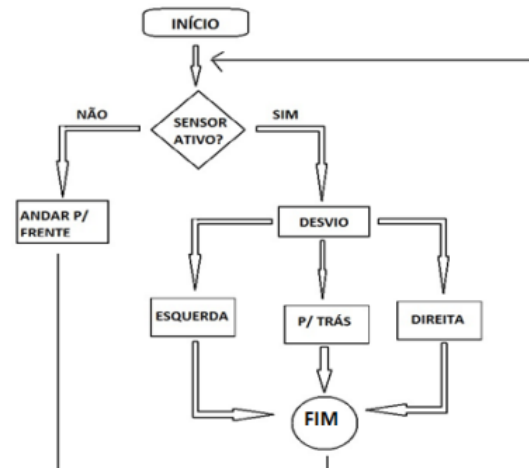 INÍCIO
NÃO
SIM
SENSOR
ATIVO?
ANDAR P/
FRENTE
DESVIO
ESQUERDA
P/ TRÁS
DIREITA
FIM